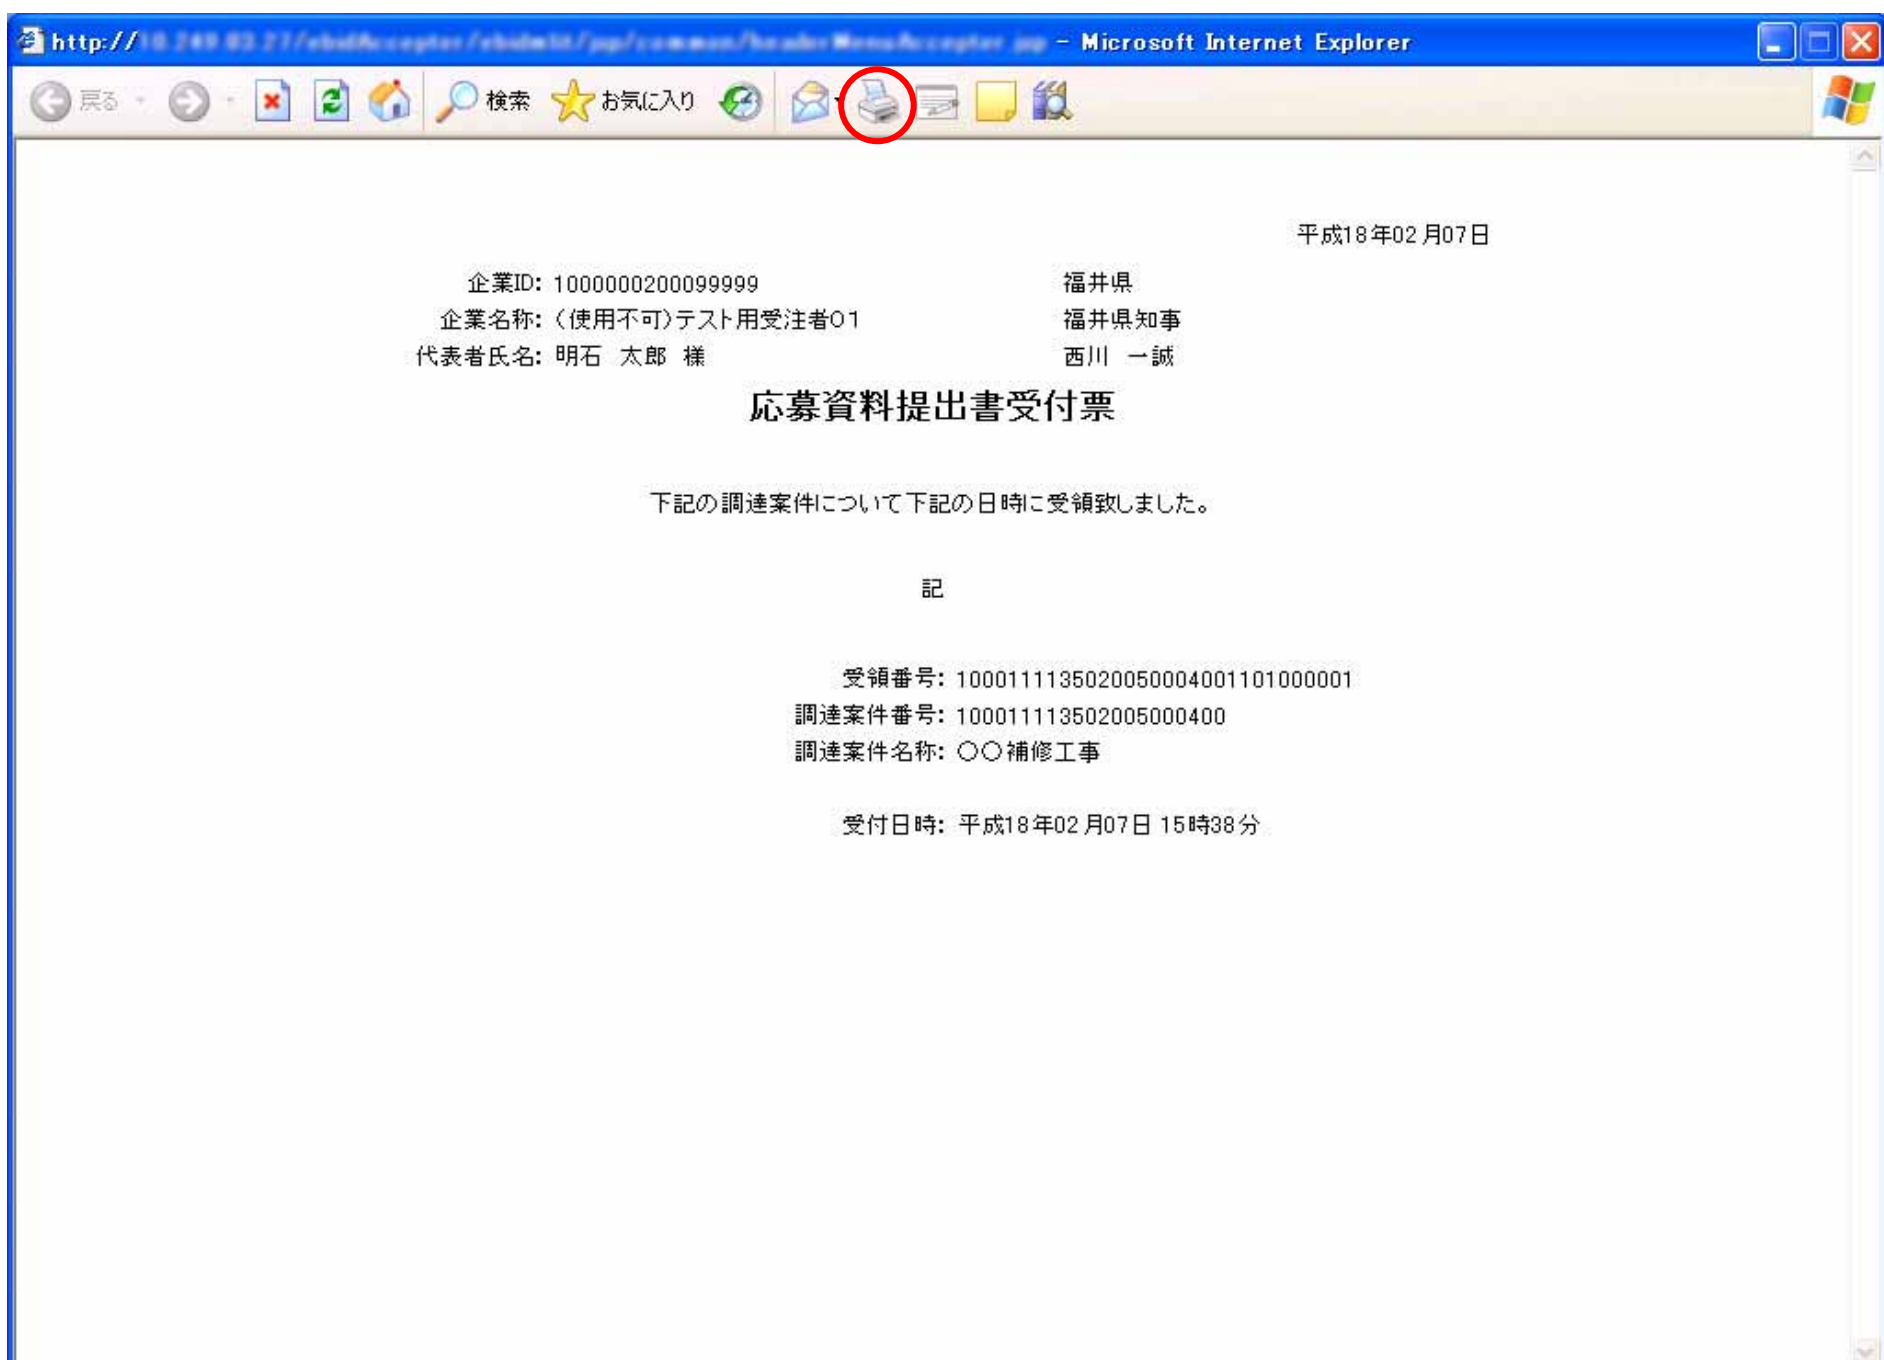 http:// - Microsoft Internet Explorer
戻る 検索 お気に入り
平成18年02月07日
企業ID: 1000000200099999 福井県
企業名称: (使用不可)テスト用受注者01 福井県知事
代表者氏名: 明石 太郎 様 西川 一誠
応募資料提出書受付票
下記の調達案件について下記の日時に受領致しました。
記
受領番号: 1000111135020050004001101000001
調達案件番号: 100011113502005000400
調達案件名称: 〇〇補修工事
受付日時: 平成18年02月07日 15時38分